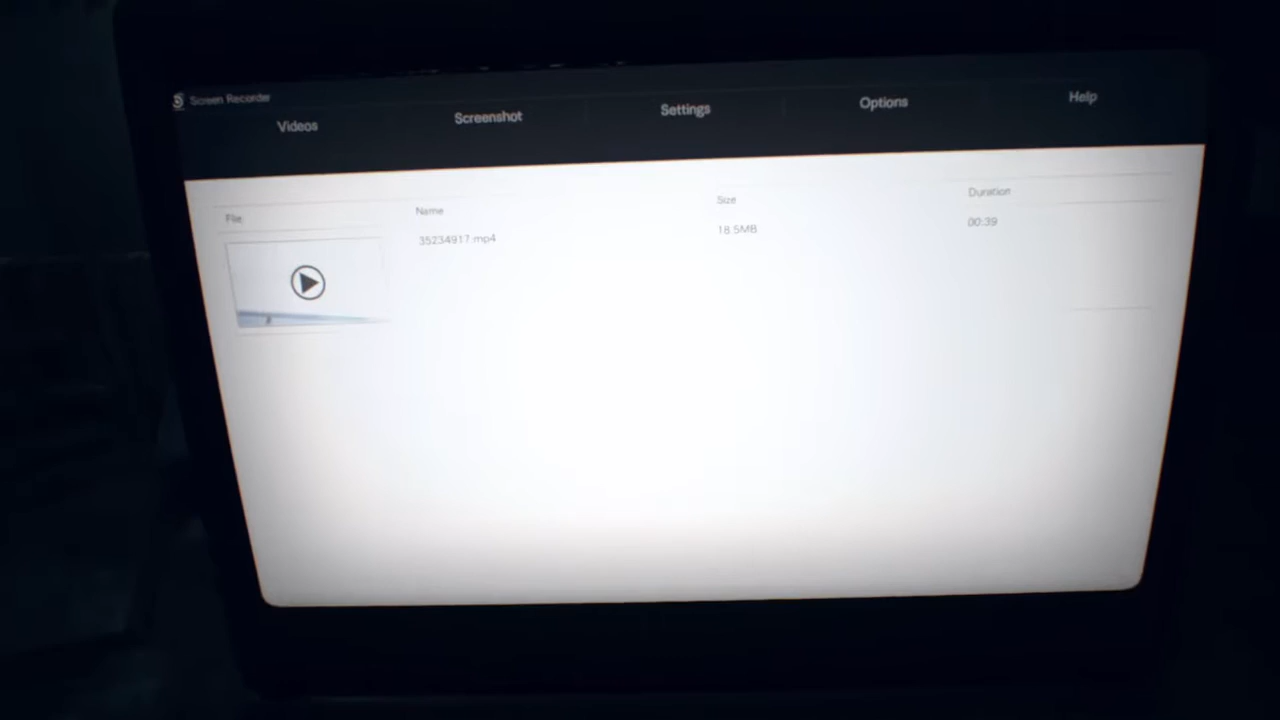 Screen Recorder
Videos Screenshot Settings Options Help
File Name Size Duration
35234917.mp4 18.5MB 00:39